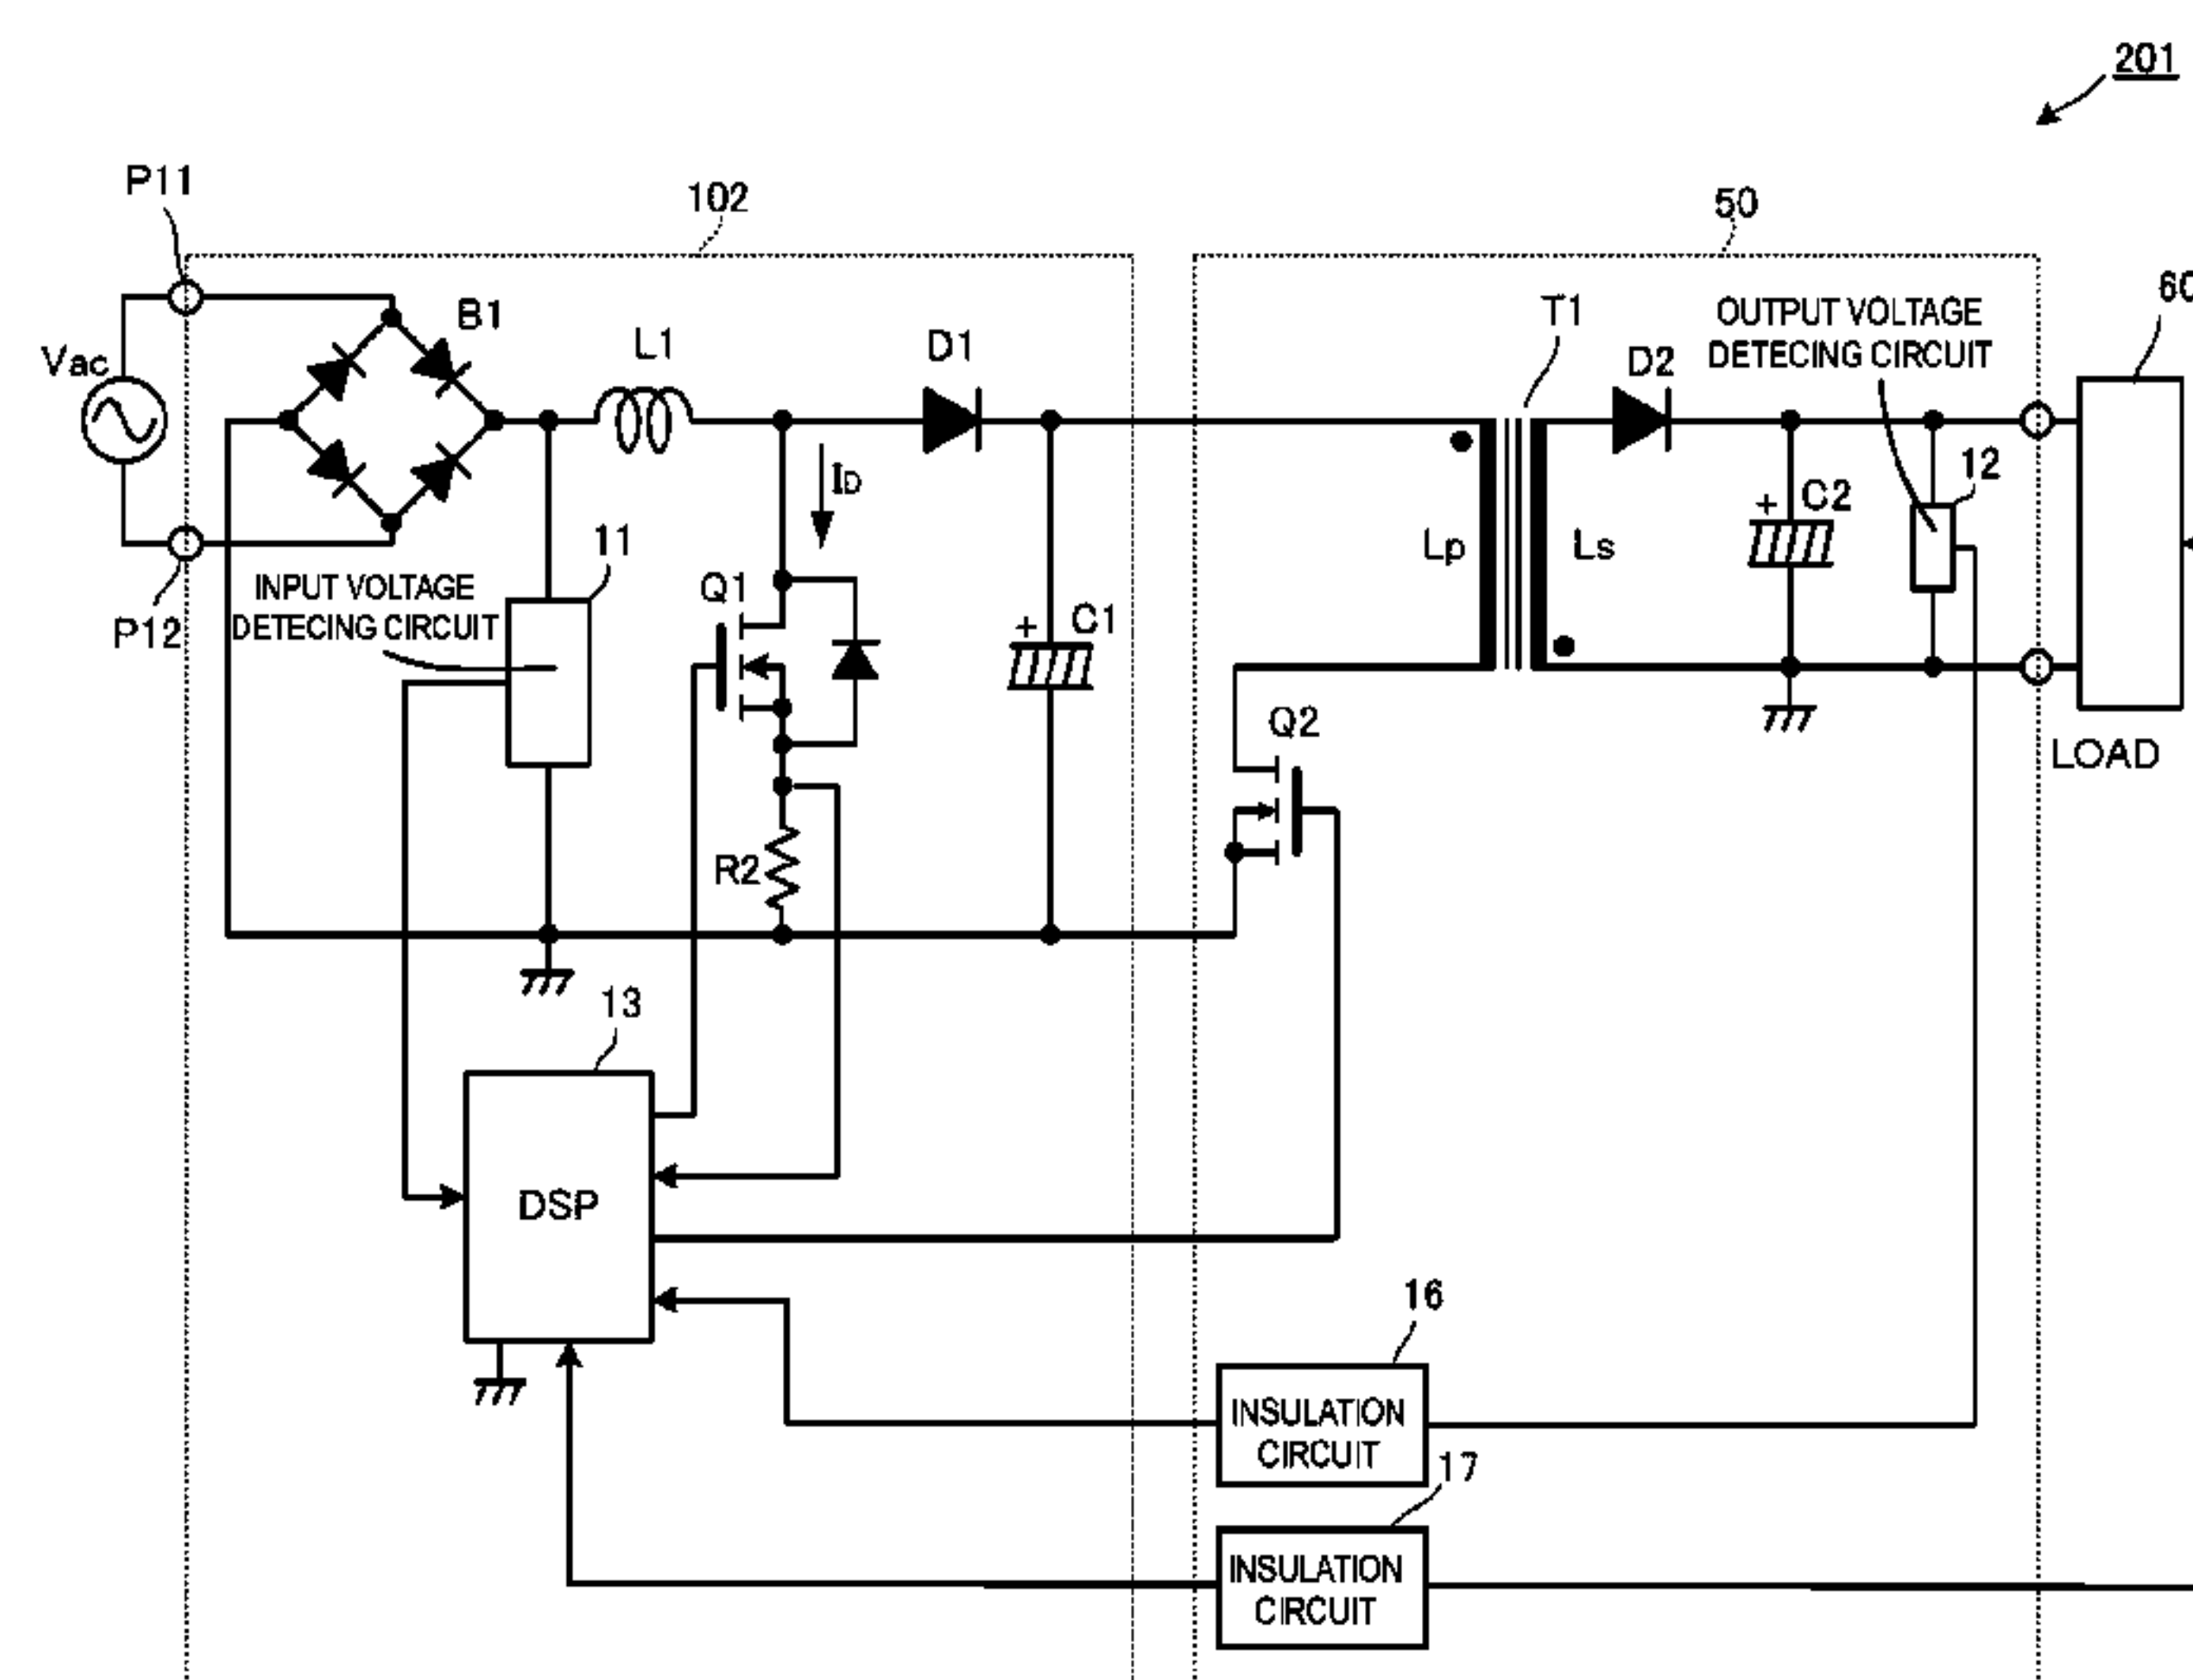 201
P11
102
50
60
B1
T1
OUTPUT VOLTAGE
DETECING CIRCUIT
Vac
L1
D1
D2
12
ID
C2
11
Lp
Ls
INPUT VOLTAGE
DETECING CIRCUIT
Q1
C1
P12
Q2
LOAD
R2
13
DSP
16
INSULATION
CIRCUIT
17
INSULATION
CIRCUIT